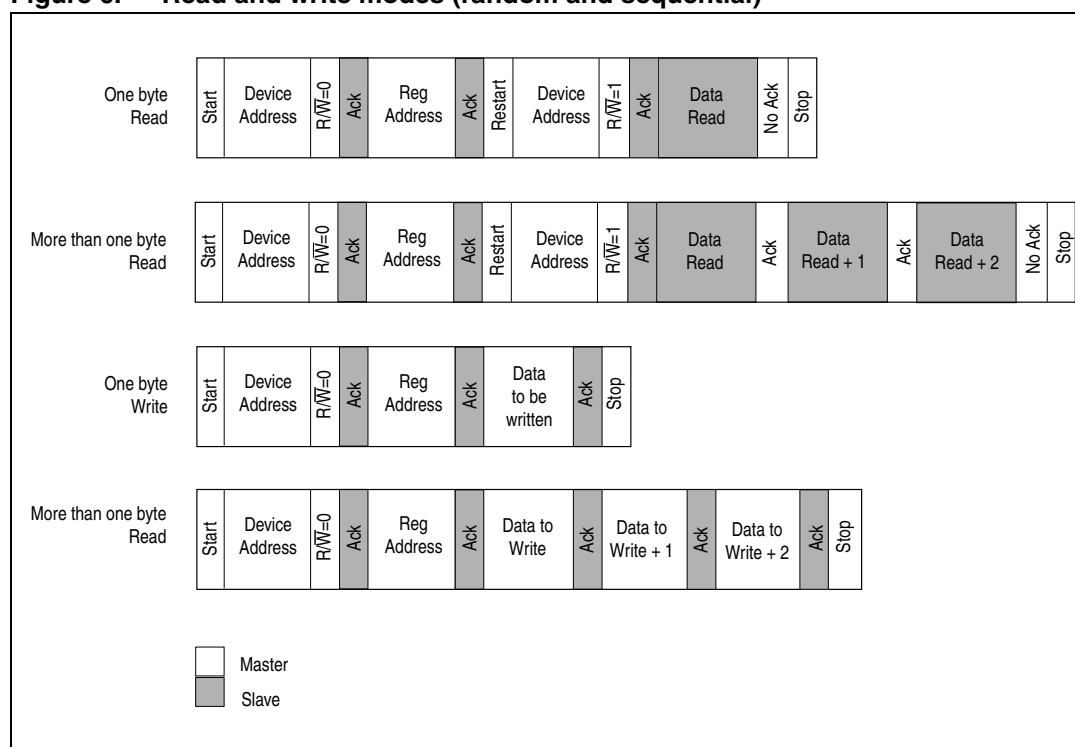 Figure Read and write modes (random and sequential)
One byte
Read
Start
Device
Address
R/W̅=0
Ack
Reg
Address
Ack
Restart
Device
Address
R/W̅=1
Ack
Data
Read
No Ack
Stop
More than one byte
Read
Start
Device
Address
R/W̅=0
Ack
Reg
Address
Ack
Restart
Device
Address
R/W̅=1
Ack
Data
Read
Ack
Data
Read + 1
Ack
Data
Read + 2
No Ack
Stop
One byte
Write
Start
Device
Address
R/W̅=0
Ack
Reg
Address
Ack
Data
to be
written
Ack
Stop
More than one byte
Read
Start
Device
Address
R/W̅=0
Ack
Reg
Address
Ack
Data to
Write
Ack
Data to
Write + 1
Ack
Data to
Write + 2
Ack
Stop
Master
Slave